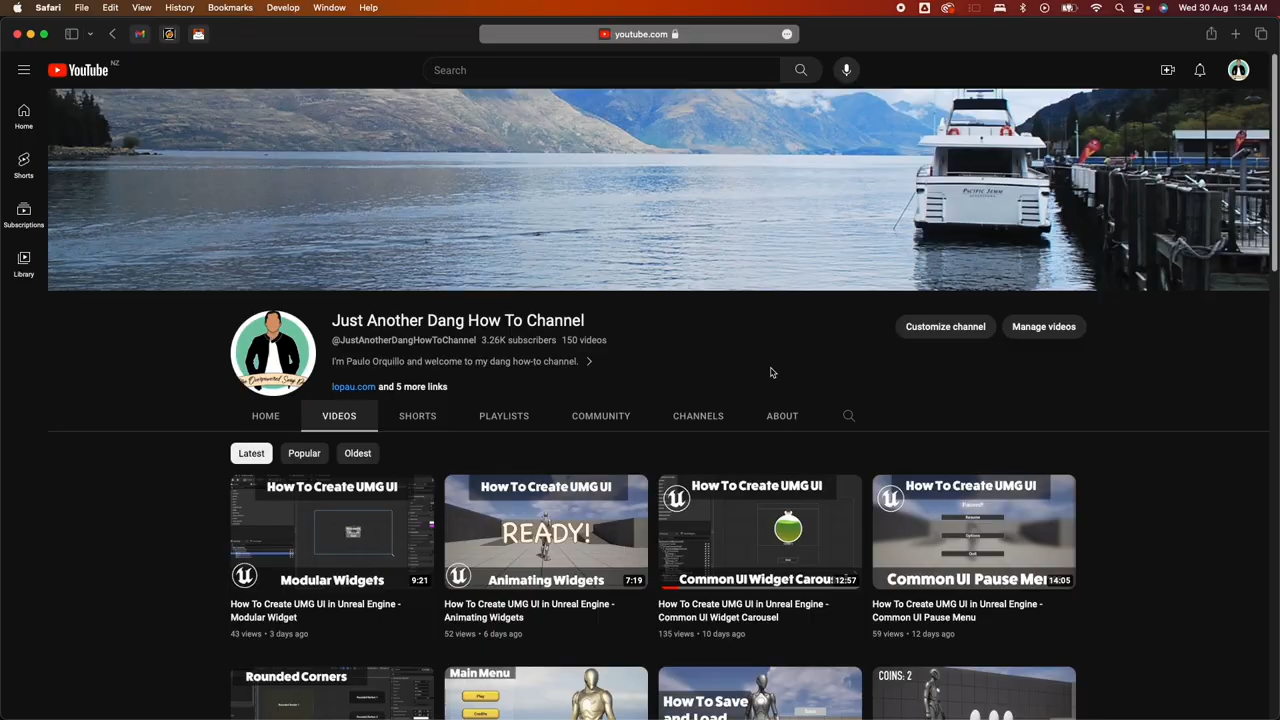 Safari File Edit View History Bookmarks Develop Window Help
Wed 30 Aug 1:34 AM
youtube.com
YouTube NZ
Search
Home
Shorts
Subscriptions
Library
PACIFIC JEMM
Just Another Dang How To Channel
@JustAnotherDangHowToChannel 3.26K subscribers 150 videos
I'm Paulo Orquillo and welcome to my dang how-to channel.
lopau.com and 5 more links
Customize channel
Manage videos
HOME VIDEOS SHORTS PLAYLISTS COMMUNITY CHANNELS ABOUT
Latest Popular Oldest
How To Create UMG UI
Modular Widgets
9:21
How To Create UMG UI in Unreal Engine -
Modular Widget
43 views • 3 days ago
How To Create UMG UI
READY!
Animating Widgets
7:19
How To Create UMG UI in Unreal Engine -
Animating Widgets
52 views • 6 days ago
How To Create UMG UI
Common UI Widget Carou
12:57
How To Create UMG UI in Unreal Engine -
Common UI Widget Carousel
135 views • 10 days ago
How To Create UMG UI
Resume
Options
Quit
Common UI Pause Me
14:05
How To Create UMG UI in Unreal Engine -
Common UI Pause Menu
59 views • 12 days ago
Rounded Corners
Main Menu
Play
Credits
How To Save
and Load
COINS: 2